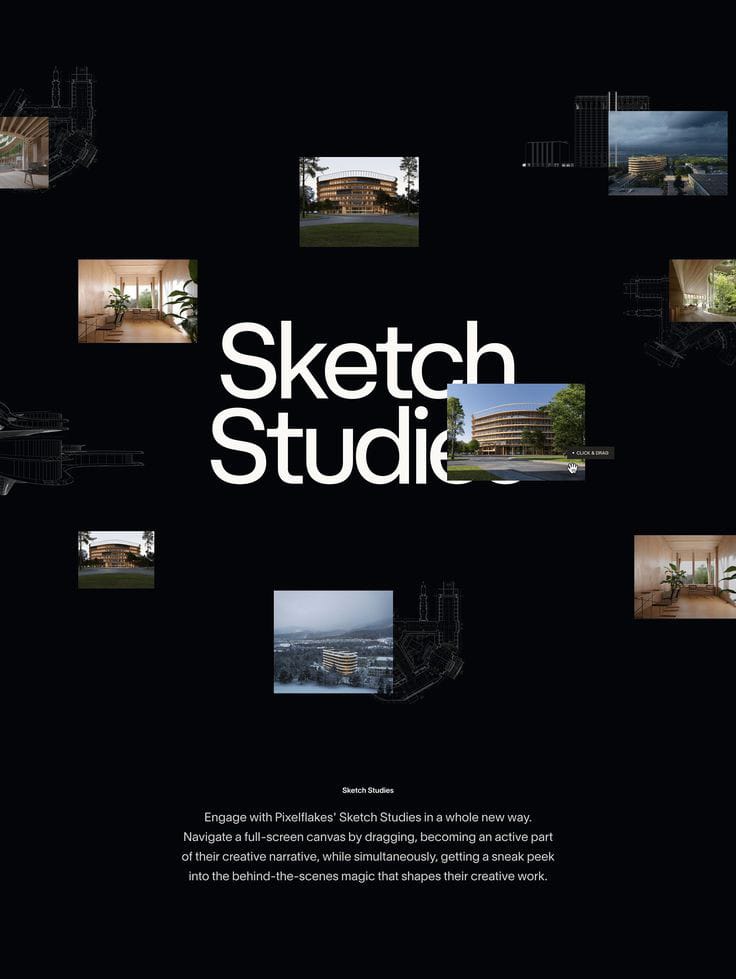 Sketch
Studies
• CLICK & DRAG
Sketch Studies
Engage with Pixelflakes' Sketch Studies in a whole new way.
Navigate a full-screen canvas by dragging, becoming an active part
of their creative narrative, while simultaneously, getting a sneak peek
into the behind-the-scenes magic that shapes their creative work.